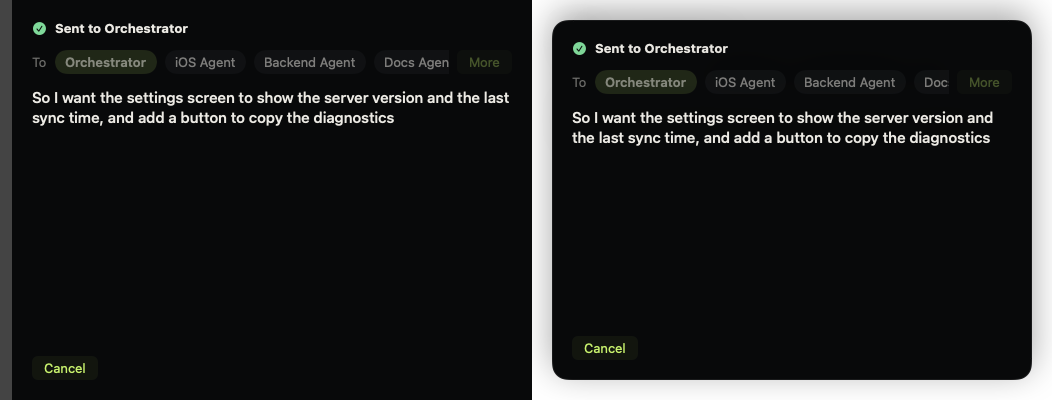 Sent to Orchestrator
To Orchestrator iOS Agent Backend Agent Docs Agen More
So I want the settings screen to show the server version and the last
sync time, and add a button to copy the diagnostics
Cancel
Sent to Orchestrator
To Orchestrator iOS Agent Backend Agent Docs More
So I want the settings screen to show the server version and
the last sync time, and add a button to copy the diagnostics
Cancel